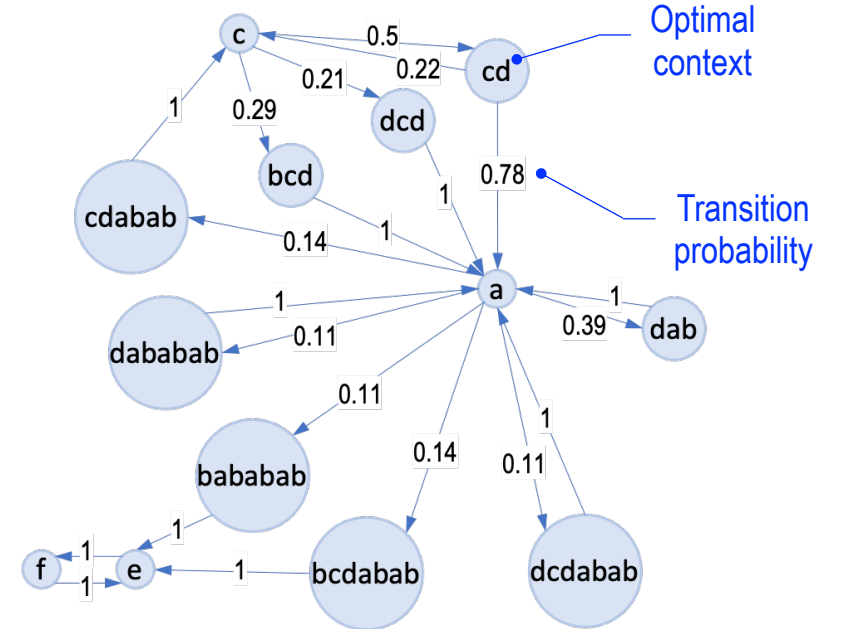 c
0.5
Optimal
context
cd
0.22
0.21
1
0.29
dcd
bcd
0.78
1
Transition
probability
cdabab
1
0.14
a
1
1
0.39
dab
dababab
0.11
0.11
1
0.14
0.11
bababab
1
1
f
e
1
1
bcdabab
dcdabab